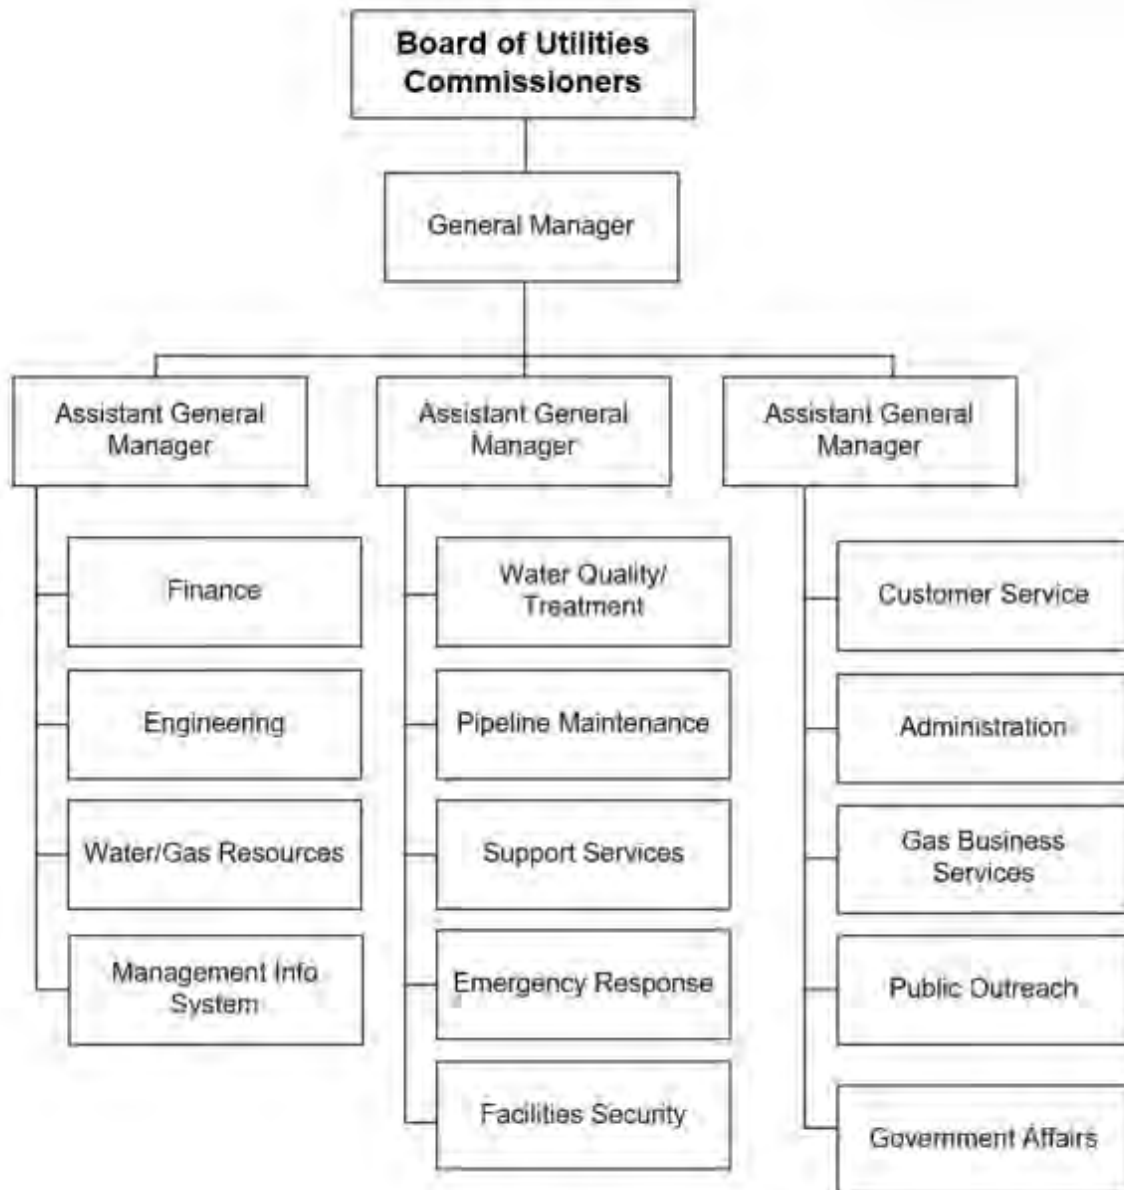 Board of Utilities
Commissioners
General Manager
Assistant General
Manager
Assistant General
Manager
Assistant General
Manager
Finance
Engineering
Water/Gas Resources
Management Info
System
Water Quality/
Treatment
Pipeline Maintenance
Support Services
Emergency Response
Facilities Security
Customer Service
Administration
Gas Business
Services
Public Outreach
Government Affairs